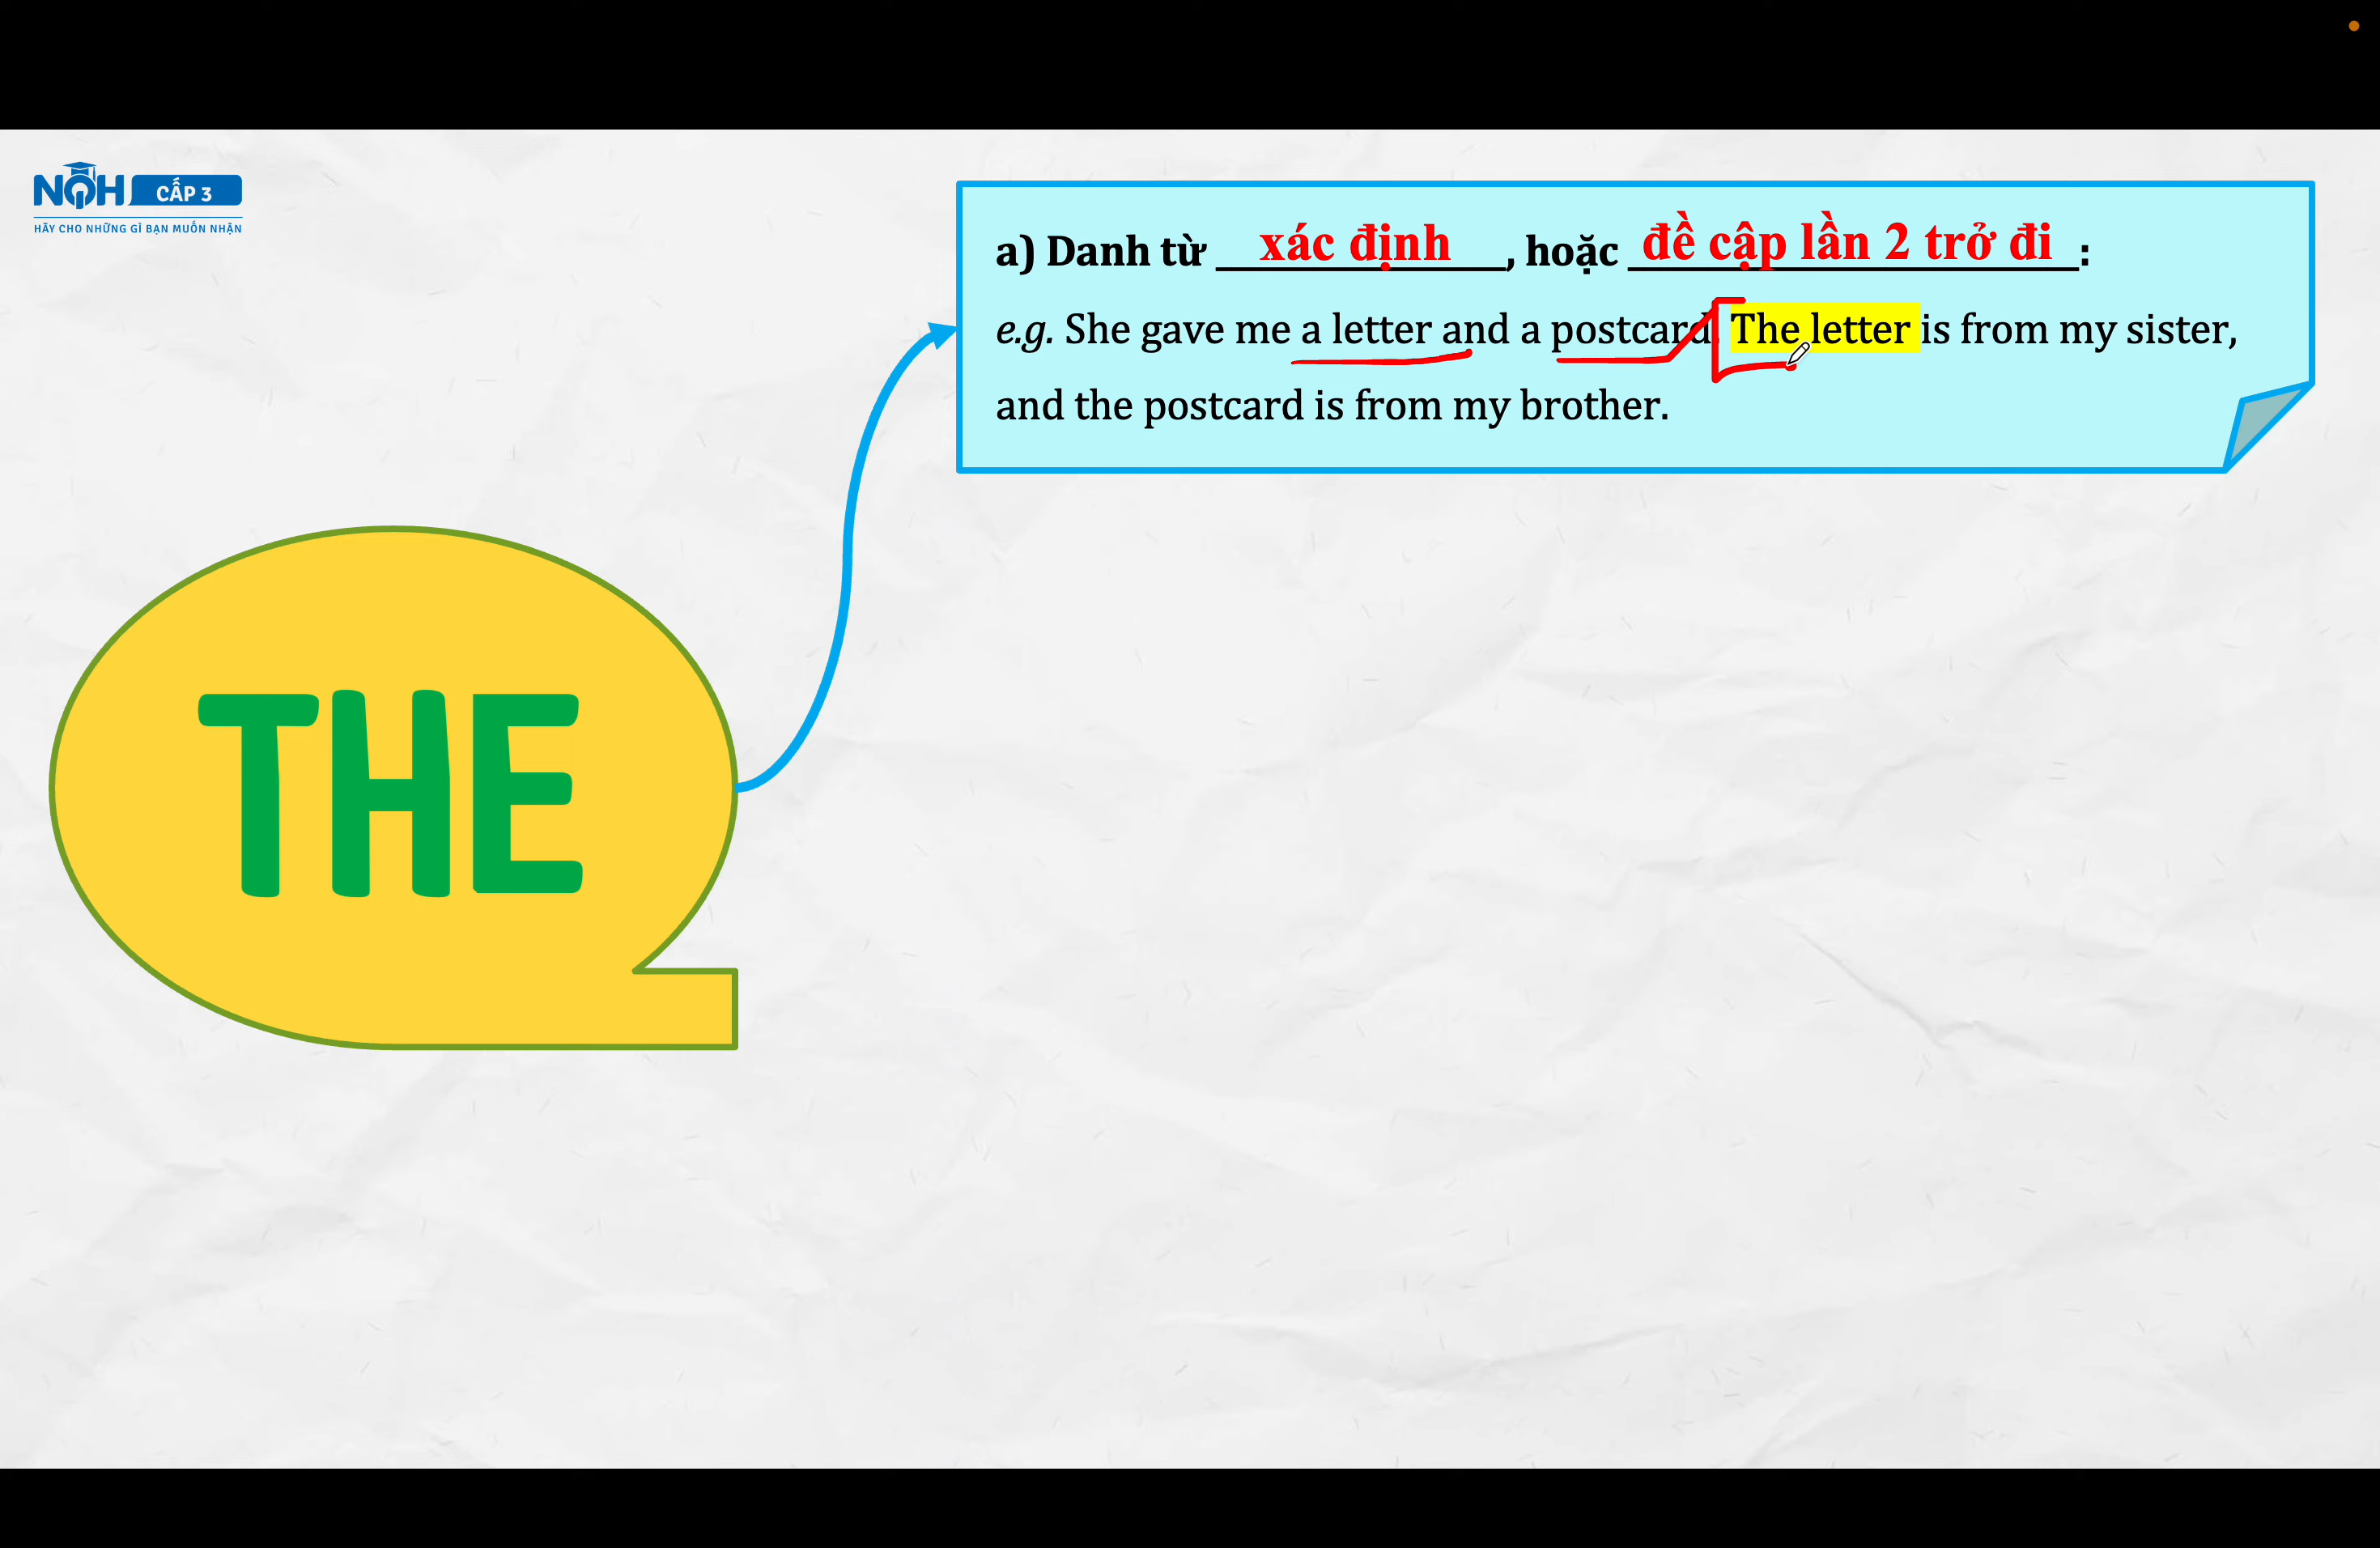 NQH CẤP 3
HÃY CHO NHỮNG GÌ BẠN MUỐN NHẬN
a) Danh từ xác định, hoặc đề cập lần 2 trở đi:
e.g. She gave me a letter and a postcard. The letter is from my sister,
and the postcard is from my brother.
THE